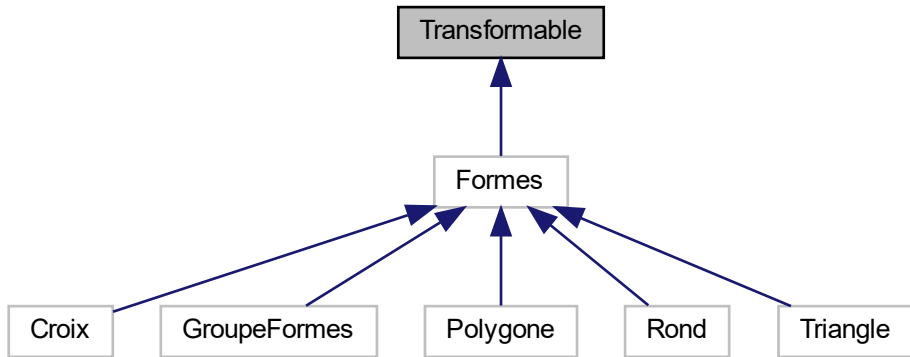 Transformable
Formes
Croix
GroupeFormes
Polygone
Rond
Triangle